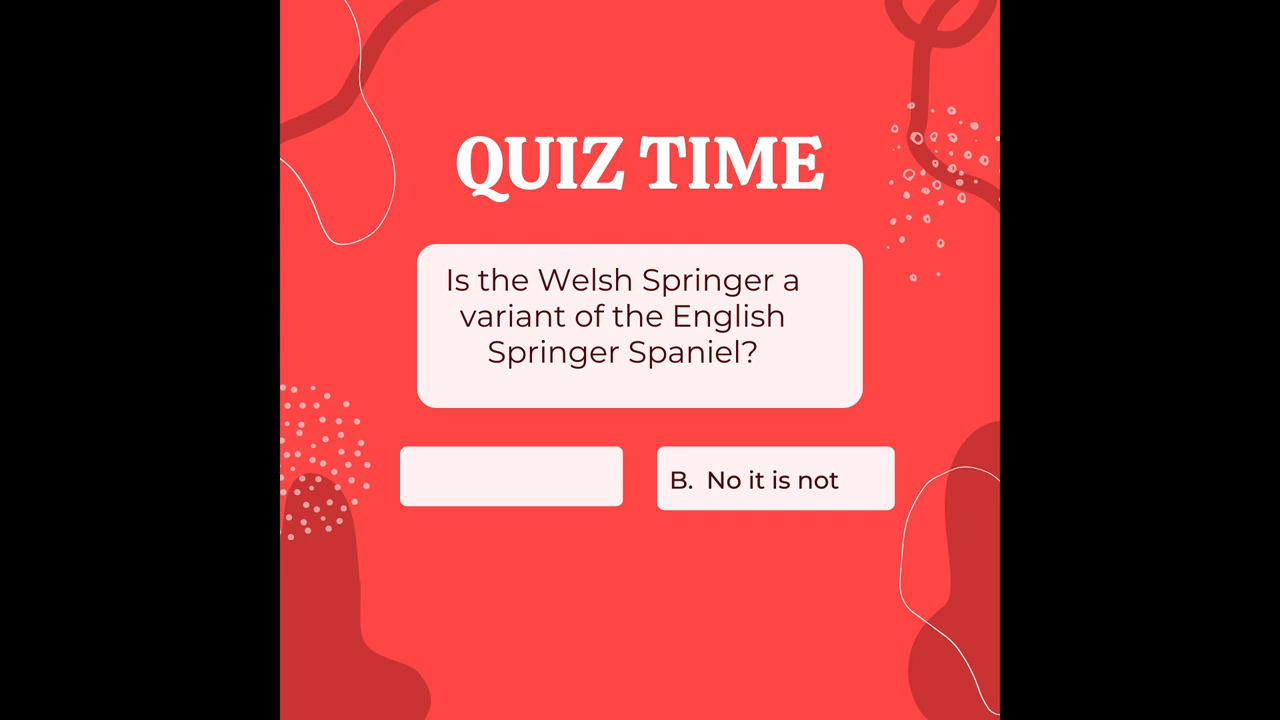 QUIZ TIME
Is the Welsh Springer a
variant of the English
Springer Spaniel?
B. No it is not